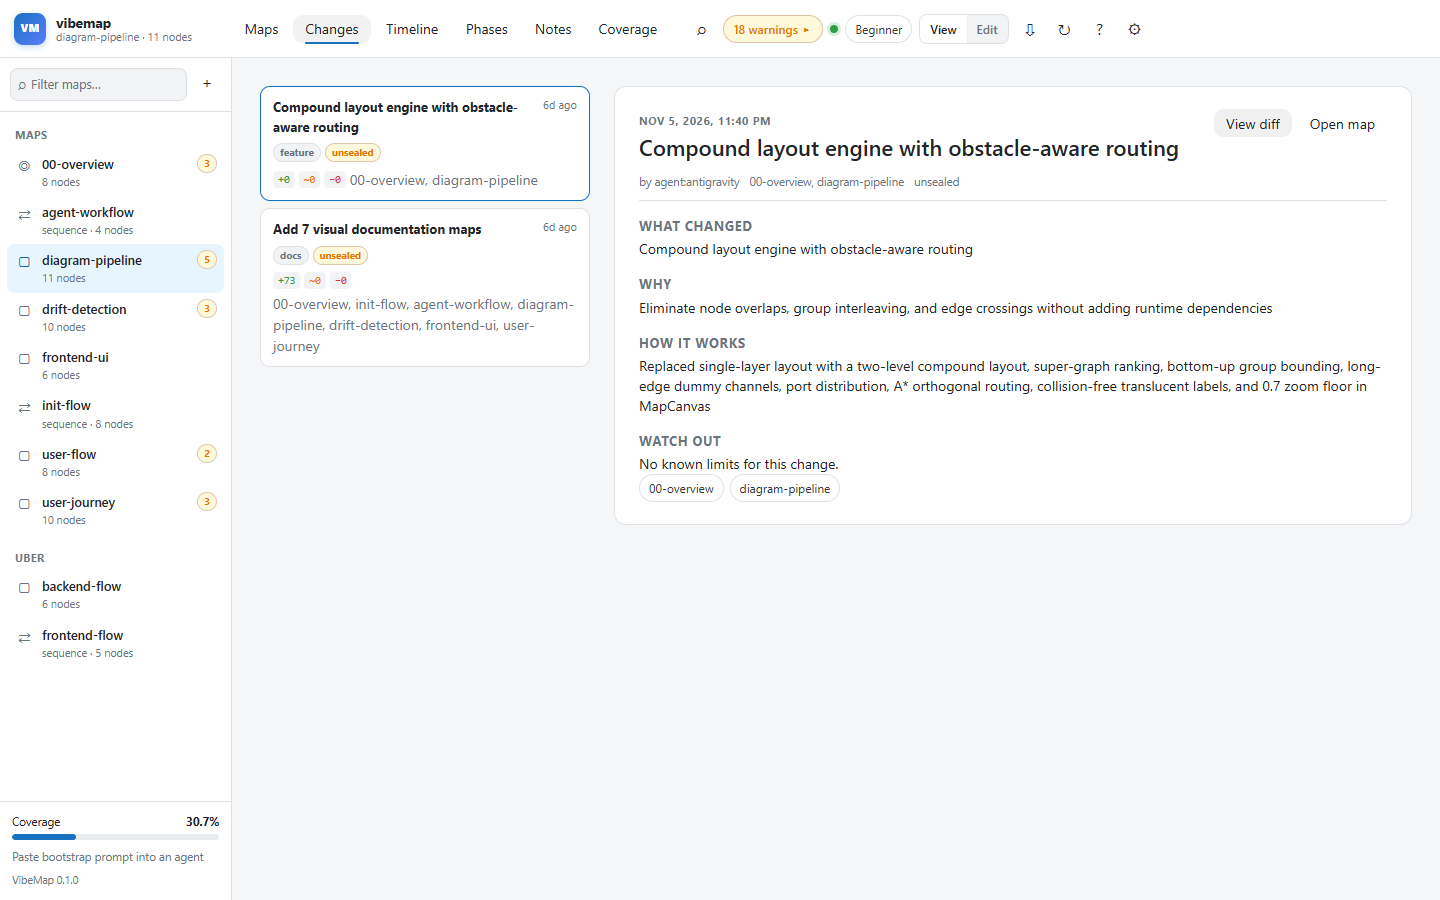 VM
vibemap
diagram-pipeline · 11 nodes
Maps
Changes
Timeline
Phases
Notes
Coverage
18 warnings
Beginner
View
Edit
?
Filter maps...
+
MAPS
00-overview
3
8 nodes
agent-workflow
sequence · 4 nodes
diagram-pipeline
5
11 nodes
drift-detection
3
10 nodes
frontend-ui
6 nodes
init-flow
sequence · 8 nodes
user-flow
2
8 nodes
user-journey
3
10 nodes
UBER
backend-flow
6 nodes
frontend-flow
sequence · 5 nodes
Coverage
30.7%
Paste bootstrap prompt into an agent
VibeMap 0.1.0
Compound layout engine with obstacle-
aware routing
6d ago
feature
unsealed
+0 ~0 −0 00-overview, diagram-pipeline
Add 7 visual documentation maps
6d ago
docs
unsealed
+73 ~0 −0
00-overview, init-flow, agent-workflow, diagram-
pipeline, drift-detection, frontend-ui, user-
journey
NOV 5, 2026, 11:40 PM
View diff
Open map
Compound layout engine with obstacle-aware routing
by agent:antigravity 00-overview, diagram-pipeline unsealed
WHAT CHANGED
Compound layout engine with obstacle-aware routing
WHY
Eliminate node overlaps, group interleaving, and edge crossings without adding runtime dependencies
HOW IT WORKS
Replaced single-layer layout with a two-level compound layout, super-graph ranking, bottom-up group bounding, long-
edge dummy channels, port distribution, A* orthogonal routing, collision-free translucent labels, and 0.7 zoom floor in
MapCanvas
WATCH OUT
No known limits for this change.
00-overview
diagram-pipeline